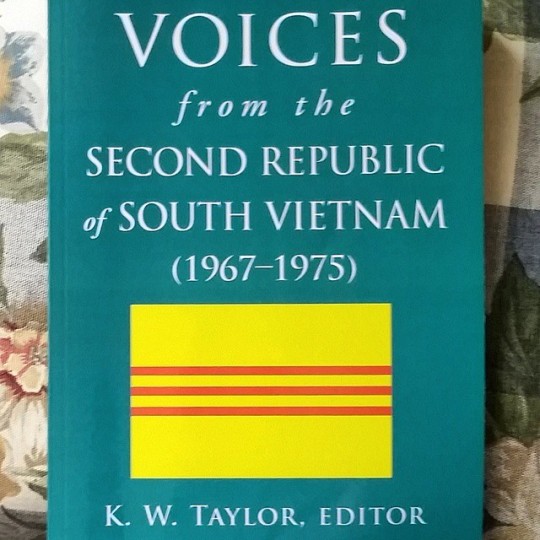 VOICES
from the
SECOND REPUBLIC
of SOUTH VIETNAM
(1967–1975)
K. W. TAYLOR, EDITOR